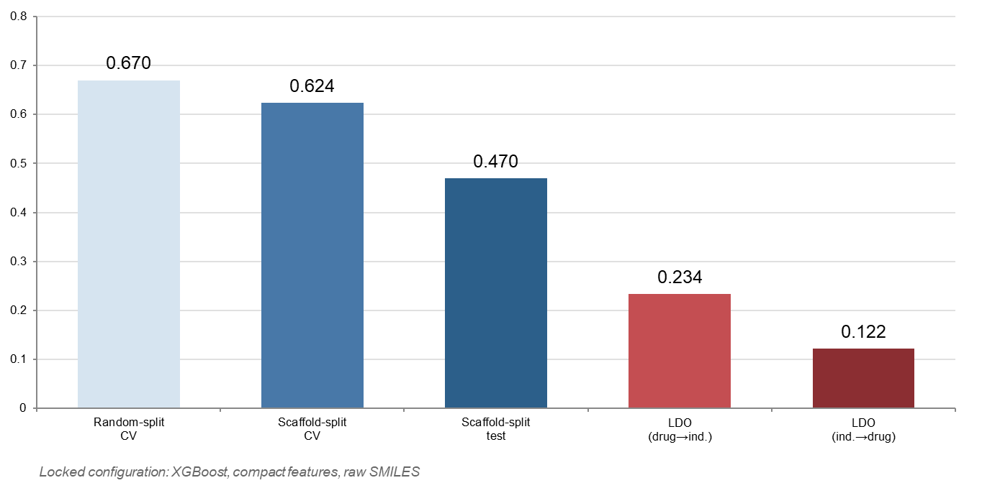 0.8
0.7
0.6
0.5
0.4
0.3
0.2
0.1
0
0.670
0.624
0.470
0.234
0.122
Random-split
CV
Scaffold-split
CV
Scaffold-split
test
LDO
(drug→ind.)
LDO
(ind.→drug)
Locked configuration: XGBoost, compact features, raw SMILES